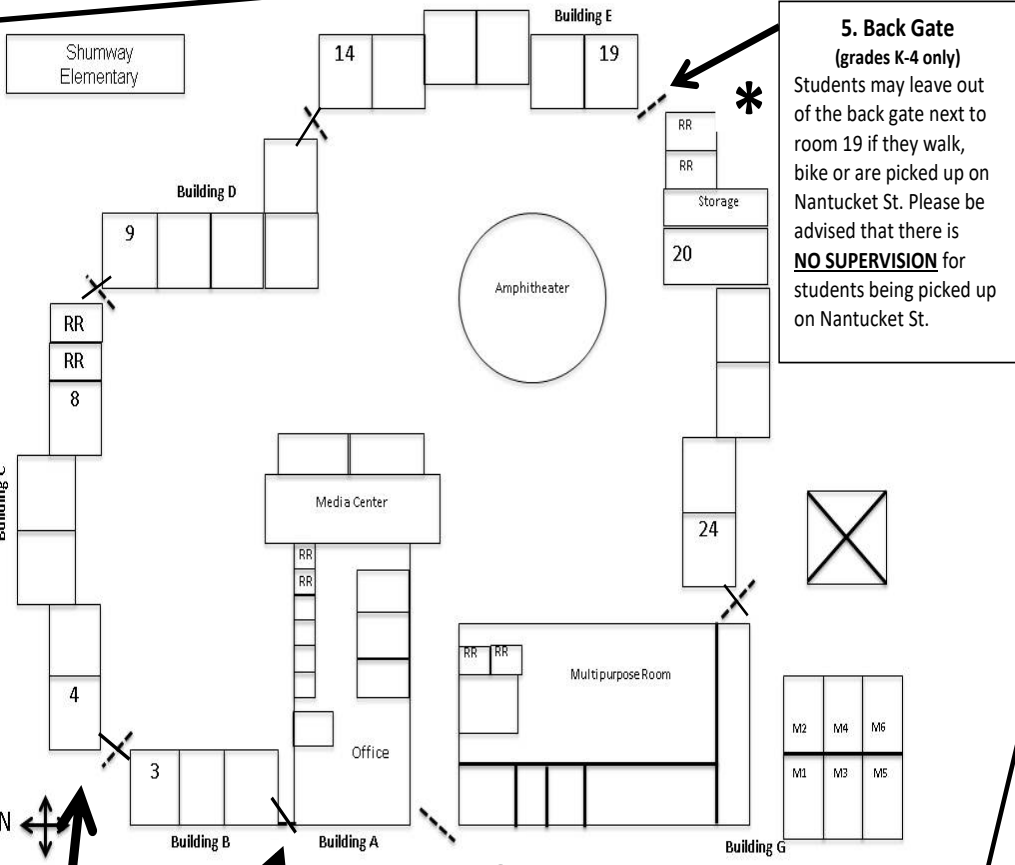 Building E
5. Back Gate
(grades K-4 only)
Students may leave out
of the back gate next to
room 19 if they walk,
bike or are picked up on
Nantucket St. Please be
advised that there is
NO SUPERVISION for
students being picked up
on Nantucket St.
Shumway
Elementary
14
19
*
RR
RR
Building D
Storage
9
20
Amphitheater
RR
RR
8
Building C
Media Center
24
RR
RR
RR RR
Multipurpose Room
4
Office
M2 M4 M6
3
M1 M3 M5
N
Building B
Building A
Building G